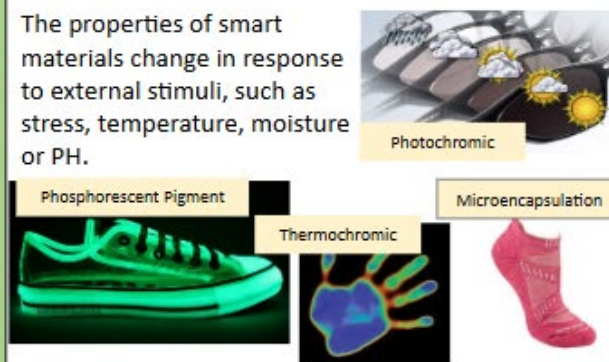 The properties of smart
materials change in response
to external stimuli, such as
stress, temperature, moisture
or PH.
Photochromic
Phosphorescent Pigment
Microencapsulation
Thermochromic